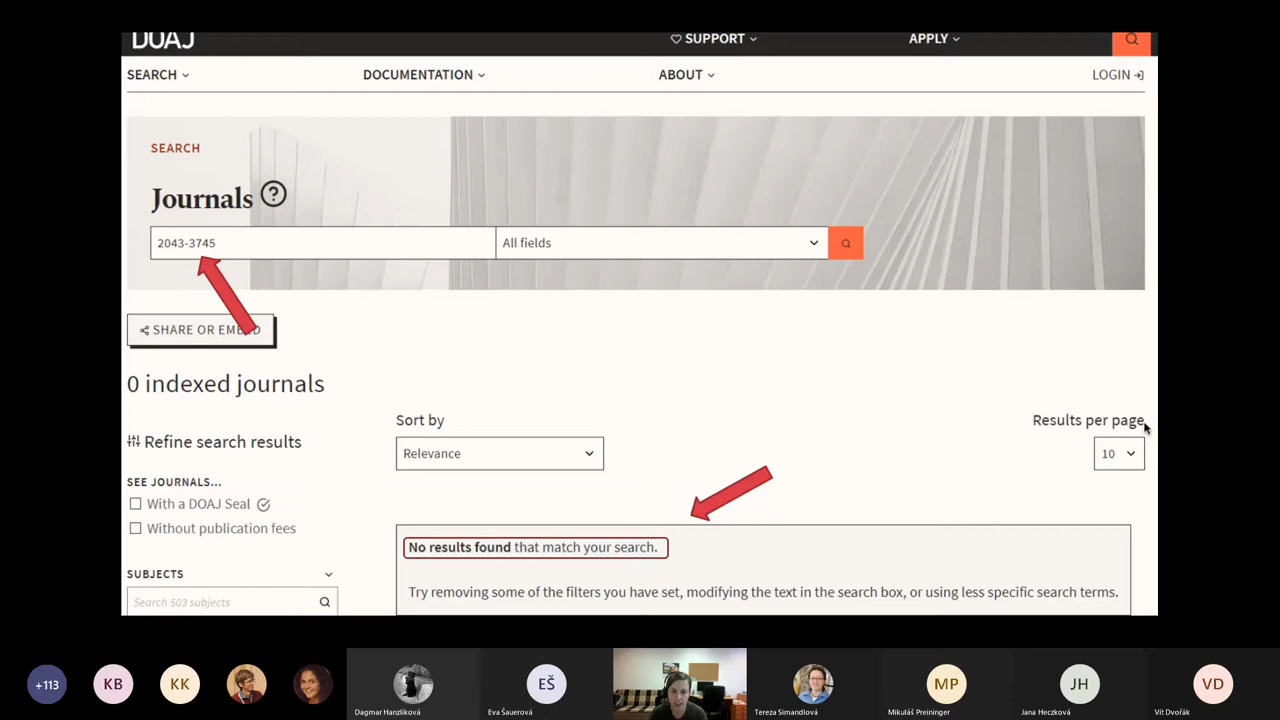 DOAJ
SUPPORT
APPLY
SEARCH
DOCUMENTATION
ABOUT
LOGIN
SEARCH
Journals ?
2043-3745
All fields
SHARE OR EMBED
0 indexed journals
Sort by
Results per page
Refine search results
Relevance
10
SEE JOURNALS...
With a DOAJ Seal
Without publication fees
No results found that match your search.
SUBJECTS
Try removing some of the filters you have set, modifying the text in the search box, or using less specific search terms.
Search 503 subjects
+113
KB
KK
EŠ
MP
JH
VD
Dagmar Hanzlíková
Eva Šauerová
Tereza Simandlová
Mikuláš Preininger
Jana Heczková
Vít Dvořák